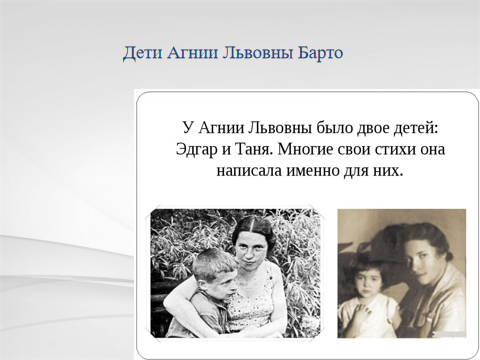 Дети Агнии Львовны Барто
У Агнии Львовны было двое детей:
Эдгар и Таня. Многие свои стихи она
написала именно для них.